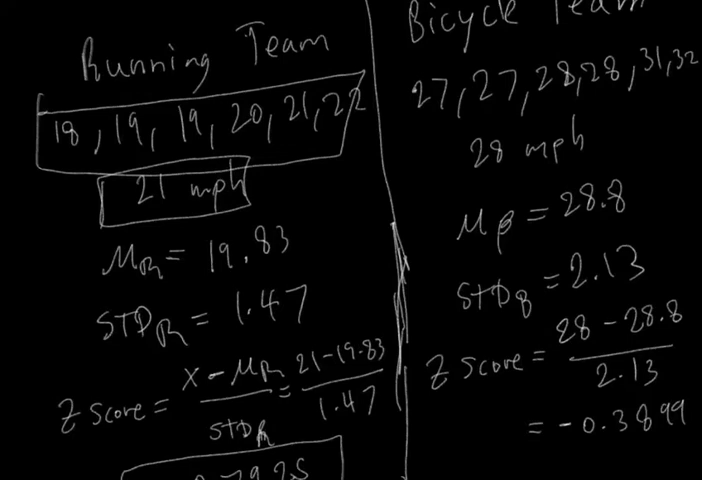 Running Team
18, 19, 19, 20, 21, 22
21 mph
μR = 19.83
STDR = 1.47
Z score = X - μR / STDR = 21 - 19.83 / 1.47
Bicycle Team
27, 27, 28, 28, 31, 32
28 mph
μB = 28.8
STDB = 2.13
Z score = 28 - 28.8 / 2.13
= -0.3899